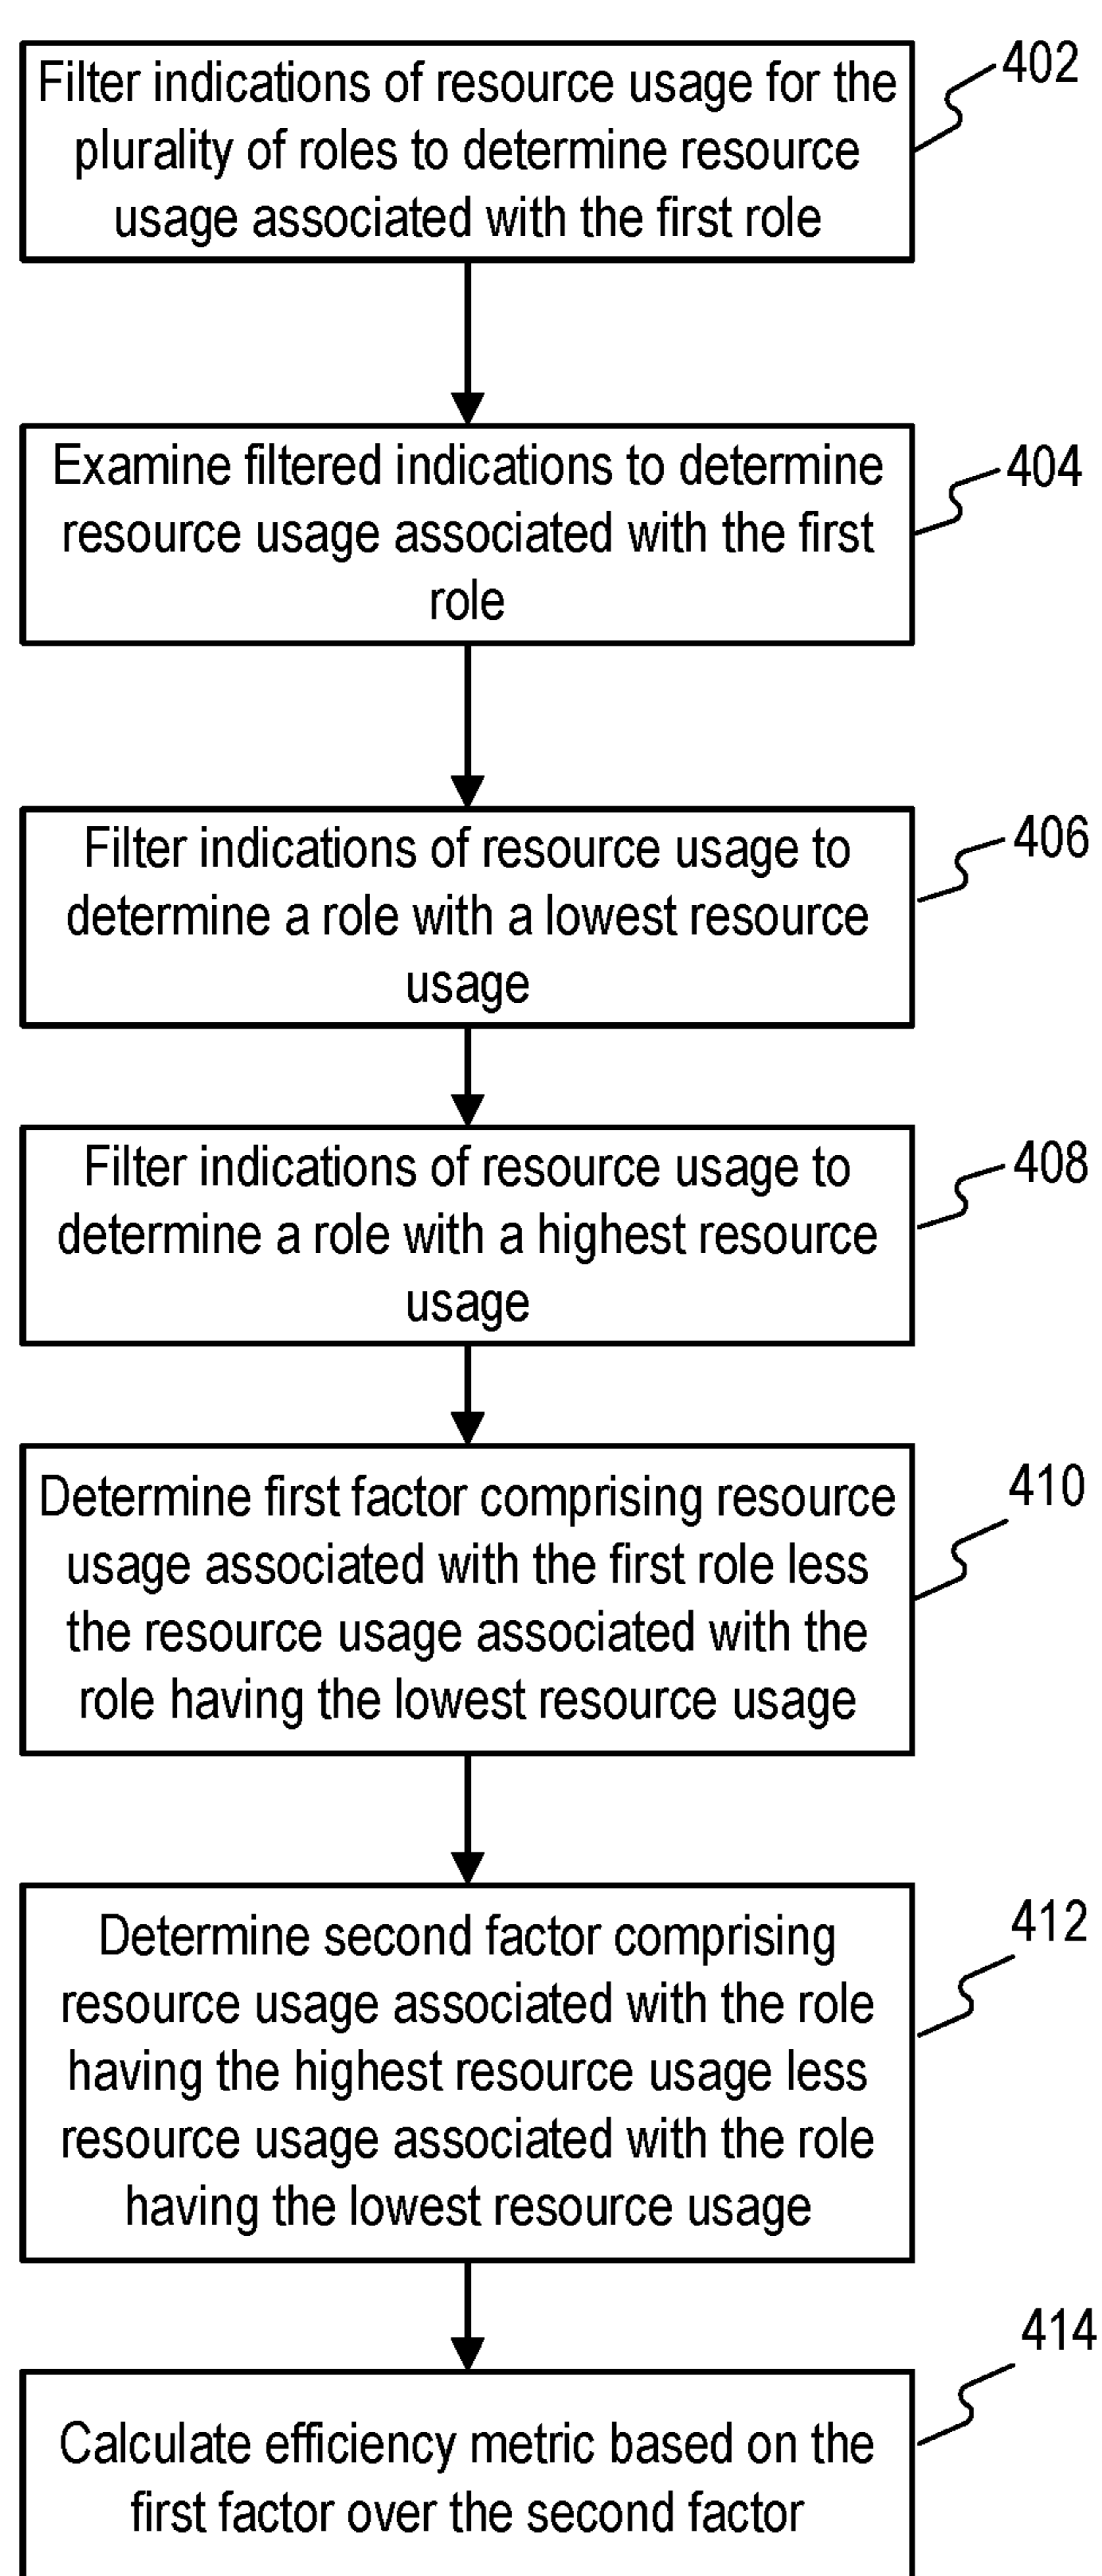 Filter indications of resource usage for the
plurality of roles to determine resource
usage associated with the first role
402
Examine filtered indications to determine
resource usage associated with the first
role
404
Filter indications of resource usage to
determine a role with a lowest resource
usage
406
Filter indications of resource usage to
determine a role with a highest resource
usage
408
Determine first factor comprising resource
usage associated with the first role less
the resource usage associated with the
role having the lowest resource usage
410
Determine second factor comprising
resource usage associated with the role
having the highest resource usage less
resource usage associated with the role
having the lowest resource usage
412
Calculate efficiency metric based on the
first factor over the second factor
414